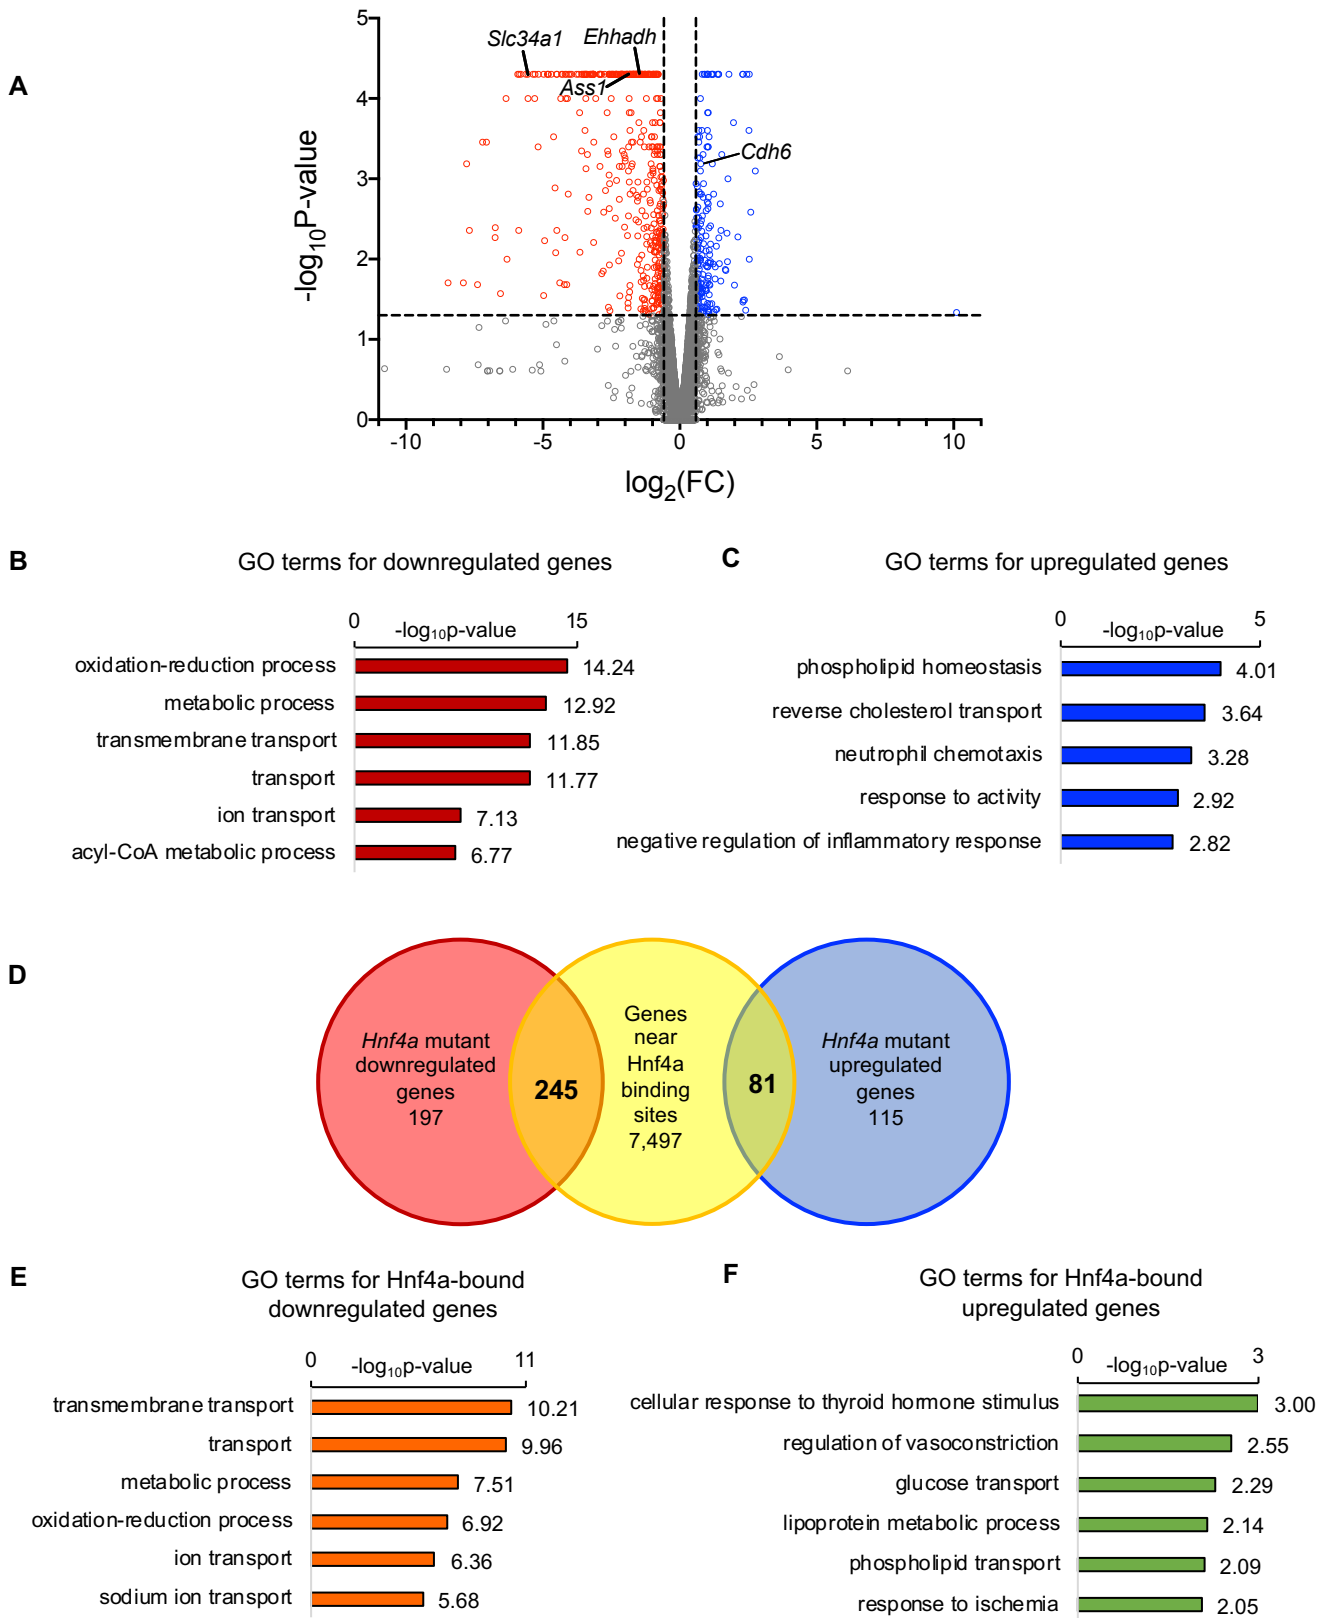 A
Slc34a1
Ehhadh
Ass1
Cdh6
-log10P-value
5
4
3
2
1
0
-10
-5
0
5
10
log2(FC)
B
GO terms for downregulated genes
0
15
-log10p-value
oxidation-reduction process 14.24
metabolic process 12.92
transmembrane transport 11.85
transport 11.77
ion transport 7.13
acyl-CoA metabolic process 6.77
C
GO terms for upregulated genes
0
5
-log10p-value
phospholipid homeostasis 4.01
reverse cholesterol transport 3.64
neutrophil chemotaxis 3.28
response to activity 2.92
negative regulation of inflammatory response 2.82
D
Hnf4a mutant
downregulated
genes
197
245
Genes
near
Hnf4a
binding
sites
7,497
81
Hnf4a mutant
upregulated
genes
115
E
GO terms for Hnf4a-bound
downregulated genes
0
11
-log10p-value
transmembrane transport 10.21
transport 9.96
metabolic process 7.51
oxidation-reduction process 6.92
ion transport 6.36
sodium ion transport 5.68
F
GO terms for Hnf4a-bound
upregulated genes
0
3
-log10p-value
cellular response to thyroid hormone stimulus 3.00
regulation of vasoconstriction 2.55
glucose transport 2.29
lipoprotein metabolic process 2.14
phospholipid transport 2.09
response to ischemia 2.05